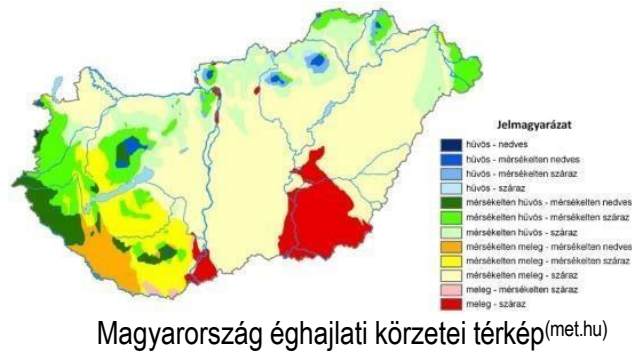 Jelmagyarázat
hűvös - nedves
hűvös - mérsékelten nedves
hűvös - mérsékelten száraz
hűvös - száraz
mérsékelten hűvös - mérsékelten nedves
mérsékelten hűvös - mérsékelten száraz
mérsékelten hűvös - száraz
mérsékelten meleg - mérsékelten nedves
mérsékelten meleg - mérsékelten száraz
mérsékelten meleg - száraz
meleg - mérsékelten száraz
meleg - száraz
Magyarország éghajlati körzetei térkép(met.hu)